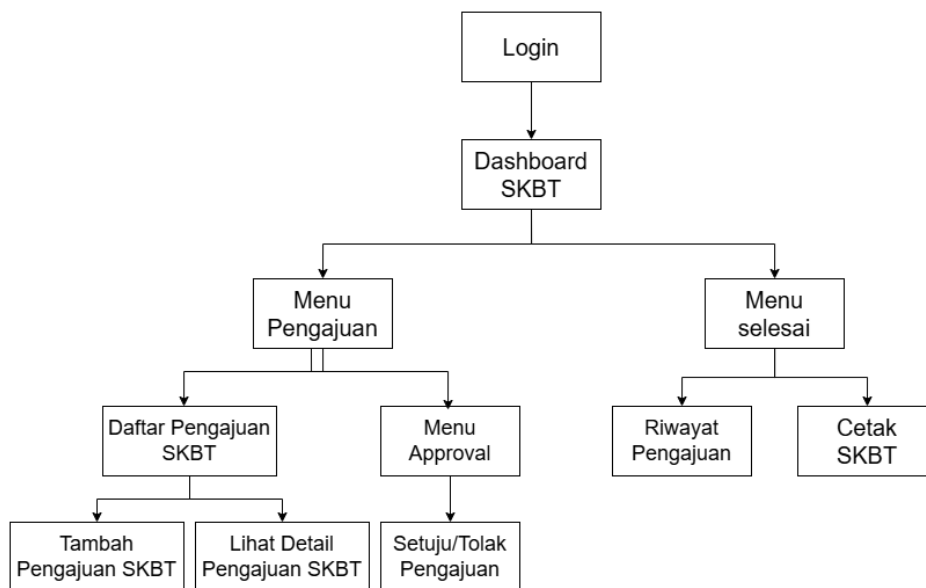 Login
Dashboard
SKBT
Menu
Pengajuan
Menu
selesai
Daftar Pengajuan
SKBT
Menu
Approval
Riwayat
Pengajuan
Cetak
SKBT
Tambah
Pengajuan SKBT
Lihat Detail
Pengajuan SKBT
Setuju/Tolak
Pengajuan